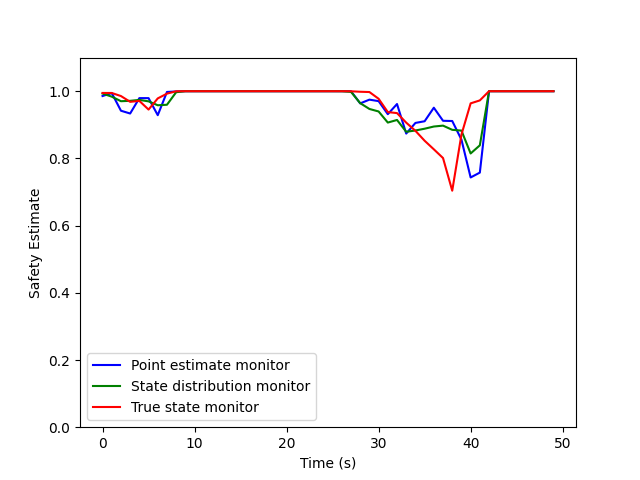 1.0
0.8
0.6
0.4
0.2
0.0
Safety Estimate
Point estimate monitor
State distribution monitor
True state monitor
0 10 20 30 40 50
Time (s)